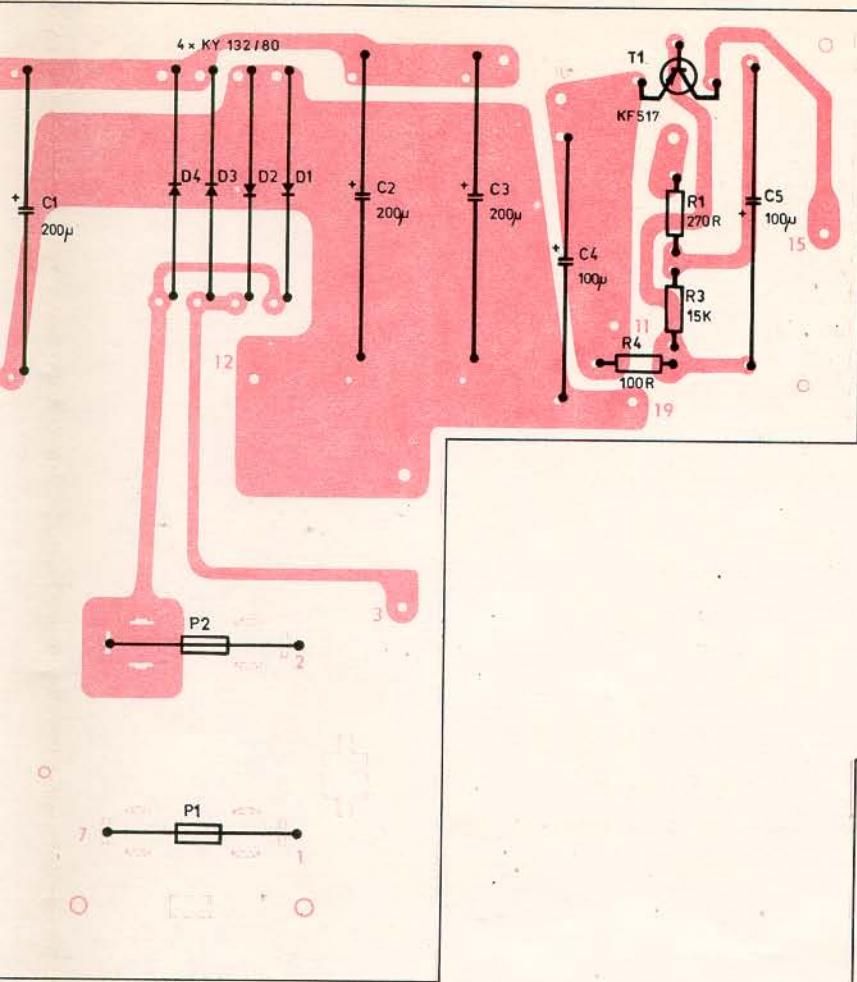 4 x KY 132/80
T1
KF517
D4 D3 D2 D1
+ C1
200µ
+ C2
200µ
+ C3
200µ
+ C4
100µ
R1
270R
C5
+ 100µ
15
R3
15K
11
R4
100R
12
19
3
P2
2
P1
7
1